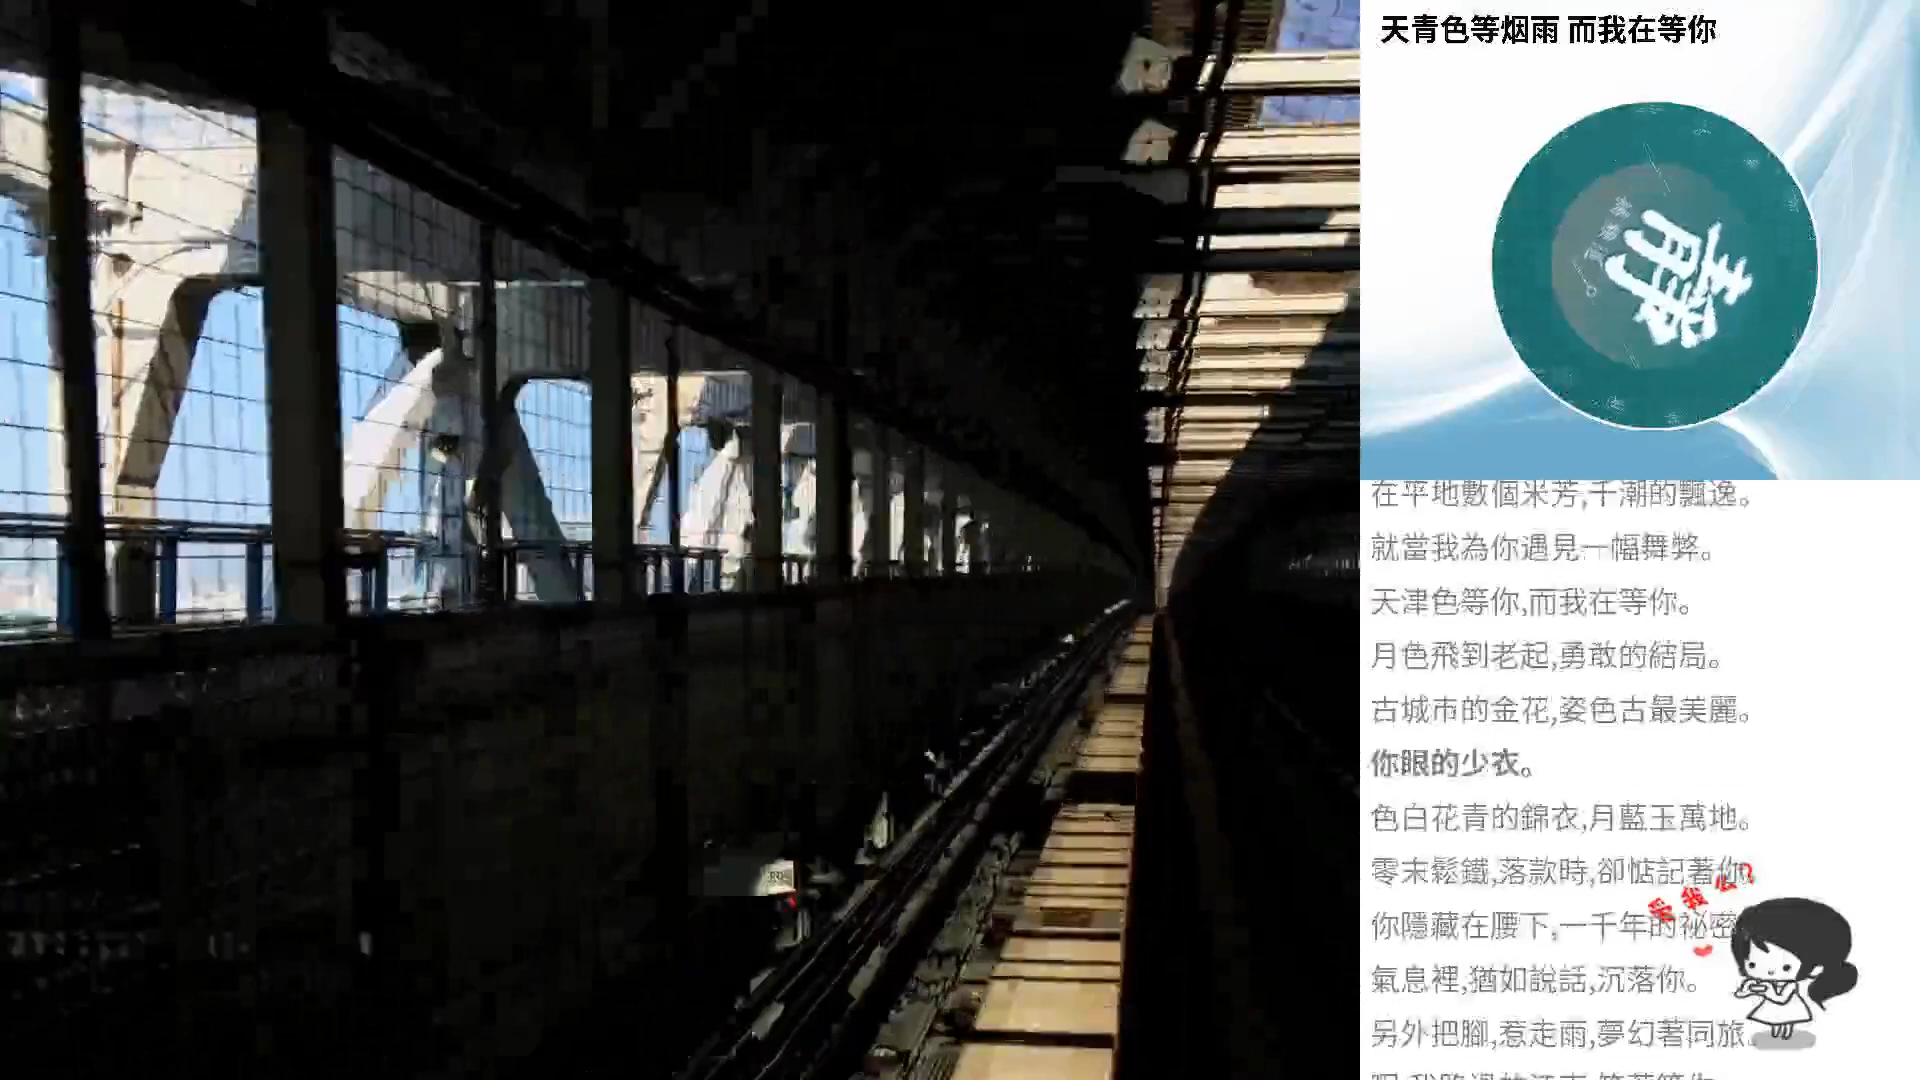 天青色等烟雨 而我在等你
在平地數個米芳,千潮的飄逸。
就當我為你遇見一幅舞弊。
天津色等你,而我在等你。
月色飛到老起,勇敢的結局。
古城市的金花,姿色古最美麗。
你眼的少衣。
色白花青的錦衣,月藍玉萬地。
零末鬆鐵,落款時,卻惦記著你。
你隱藏在腰下,一千年的祕密
氣息裡,猶如說話,沉落你。
另外把腳,惹走雨,夢幻著同旅。
愛我么?